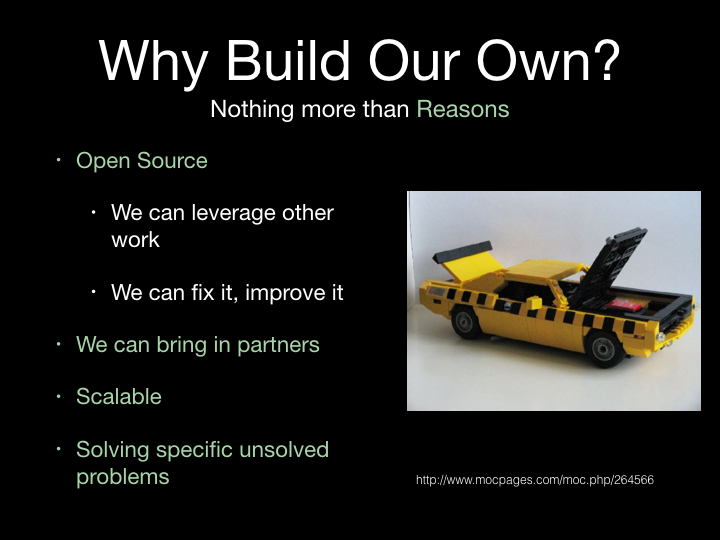 Why Build Our Own?
Nothing more than Reasons
• Open Source
• We can leverage other
work
• We can fix it, improve it
• We can bring in partners
• Scalable
• Solving specific unsolved
problems
http://www.mocpages.com/moc.php/264566